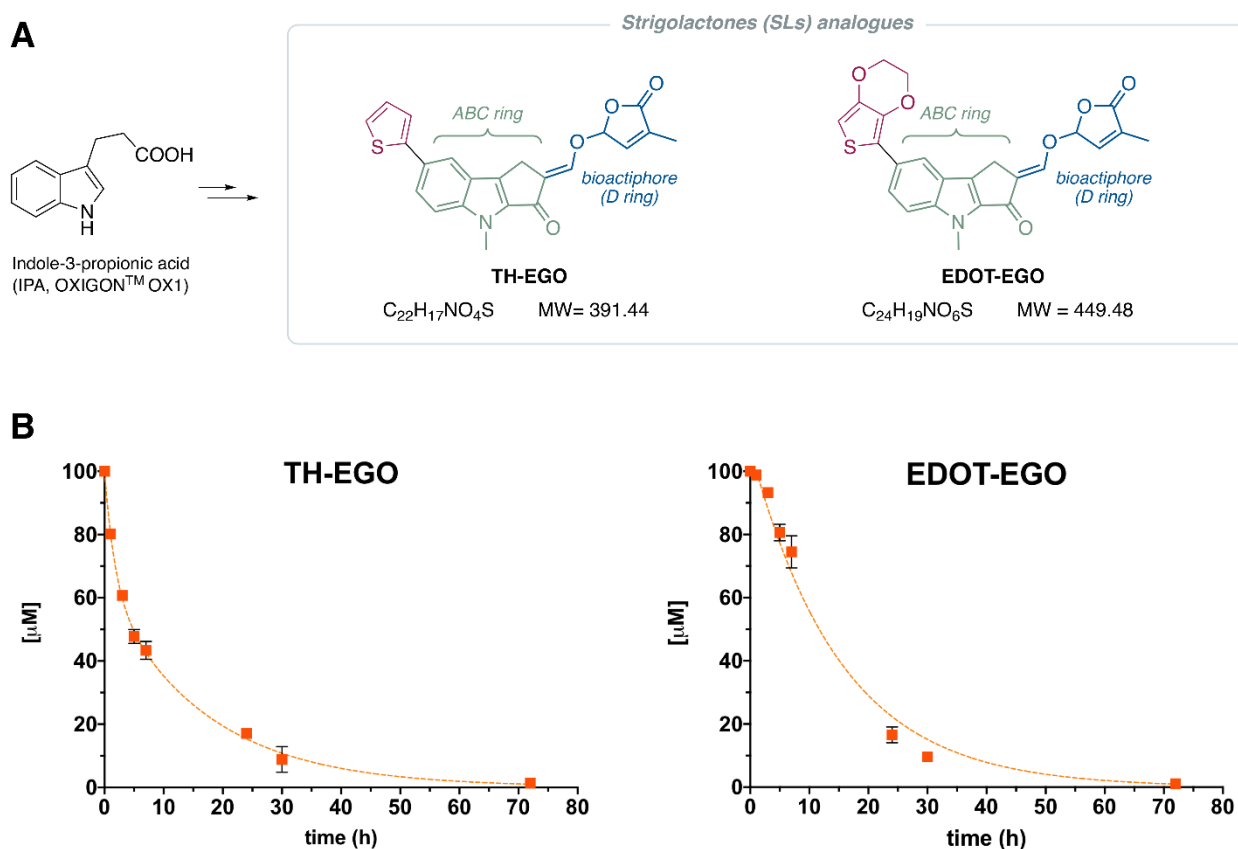 A
Strigolactones (SLs) analogues
COOH
N
H
Indole-3-propionic acid
(IPA, OXIGON™ OX1)
S
ABC ring
N
O
O
O
O
bioactiphore
(D ring)
TH-EGO
C₂₂H₁₇NO₄S MW= 391.44
O
O
S
ABC ring
N
O
O
O
O
bioactiphore
(D ring)
EDOT-EGO
C₂₄H₁₉NO₆S MW = 449.48
B
TH-EGO
[µM]
100
80
60
40
20
0
0 10 20 30 40 50 60 70 80
time (h)
EDOT-EGO
[µM]
100
80
60
40
20
0
0 10 20 30 40 50 60 70 80
time (h)